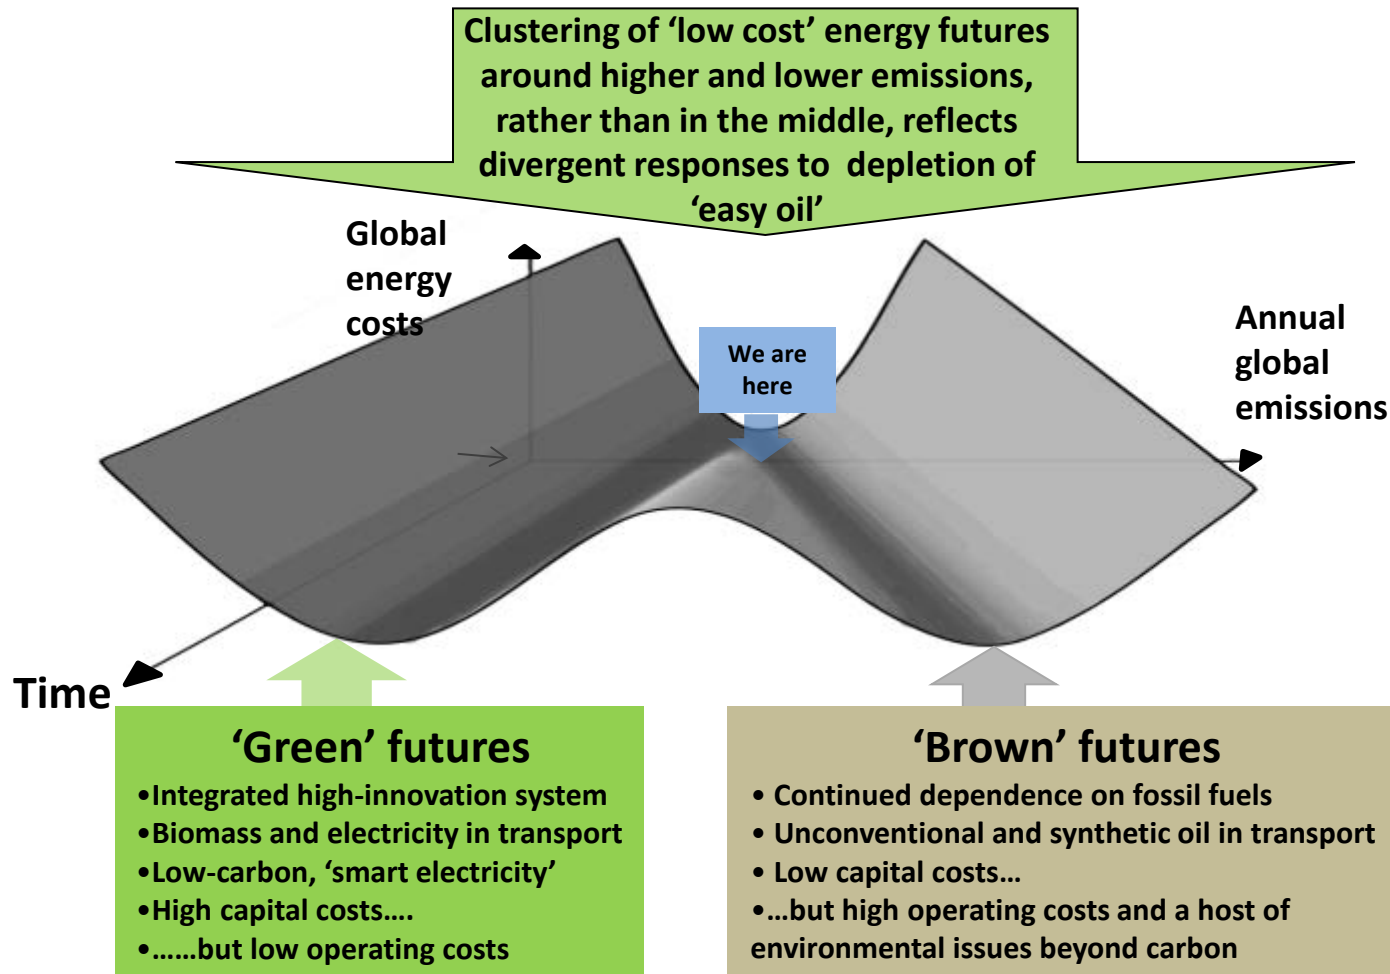 Clustering of ‘low cost’ energy futures
around higher and lower emissions,
rather than in the middle, reflects
divergent responses to depletion of
‘easy oil’
Global
energy
costs
We are
here
Annual
global
emissions
Time
‘Green’ futures
•Integrated high-innovation system
•Biomass and electricity in transport
•Low-carbon, ‘smart electricity’
•High capital costs….
•……but low operating costs
‘Brown’ futures
• Continued dependence on fossil fuels
• Unconventional and synthetic oil in transport
• Low capital costs…
•…but high operating costs and a host of
environmental issues beyond carbon